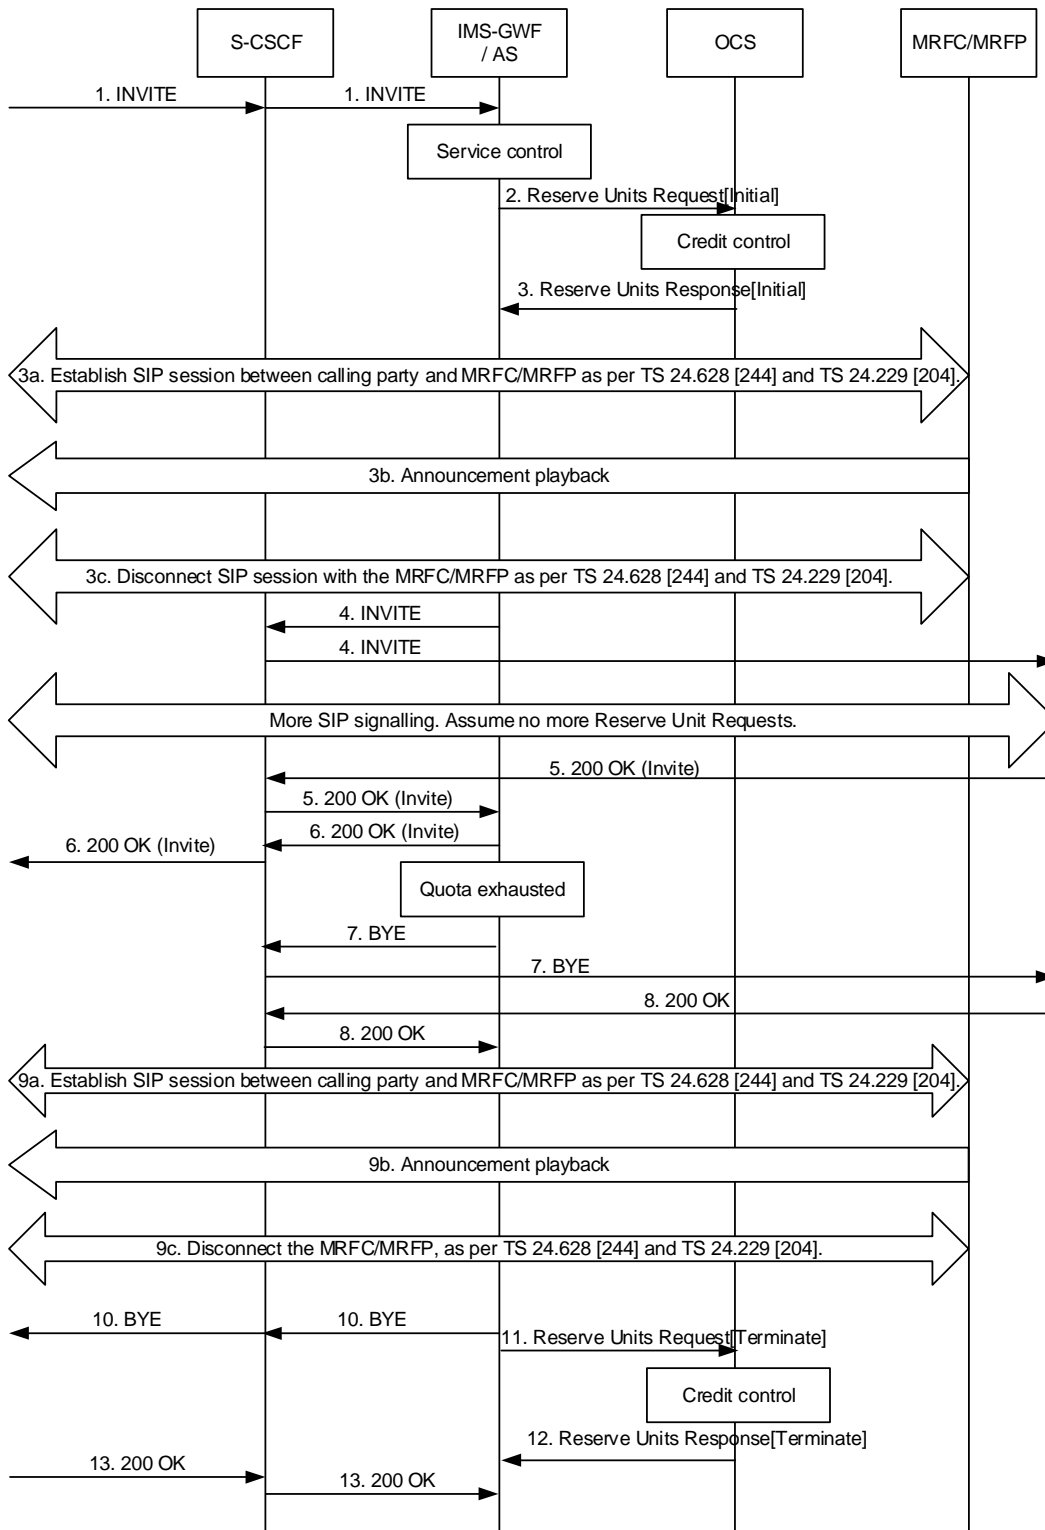 S-CSCF
IMS-GWF
/ AS
OCS
MRFC/MRFP
1. INVITE
1. INVITE
Service control
2. Reserve Units Request[Initial]
Credit control
3. Reserve Units Response[Initial]
3a. Establish SIP session between calling party and MRFC/MRFP as per TS 24.628 [244] and TS 24.229 [204].
3b. Announcement playback
3c. Disconnect SIP session with the MRFC/MRFP as per TS 24.628 [244] and TS 24.229 [204].
4. INVITE
4. INVITE
More SIP signalling. Assume no more Reserve Unit Requests.
5. 200 OK (Invite)
5. 200 OK (Invite)
6. 200 OK (Invite)
6. 200 OK (Invite)
Quota exhausted
7. BYE
7. BYE
8. 200 OK
8. 200 OK
9a. Establish SIP session between calling party and MRFC/MRFP as per TS 24.628 [244] and TS 24.229 [204].
9b. Announcement playback
9c. Disconnect the MRFC/MRFP, as per TS 24.628 [244] and TS 24.229 [204].
10. BYE
10. BYE
11. Reserve Units Request[Terminate]
Credit control
12. Reserve Units Response[Terminate]
13. 200 OK
13. 200 OK